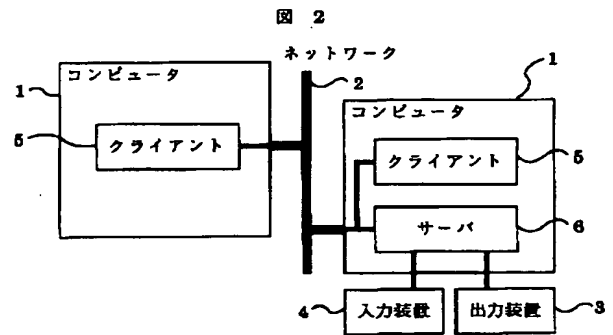 図 2
ネットワーク
コンピュータ
1
2
1
コンピュータ
5
クライアント
クライアント
5
サーバ
6
4
入力装置
出力装置
3